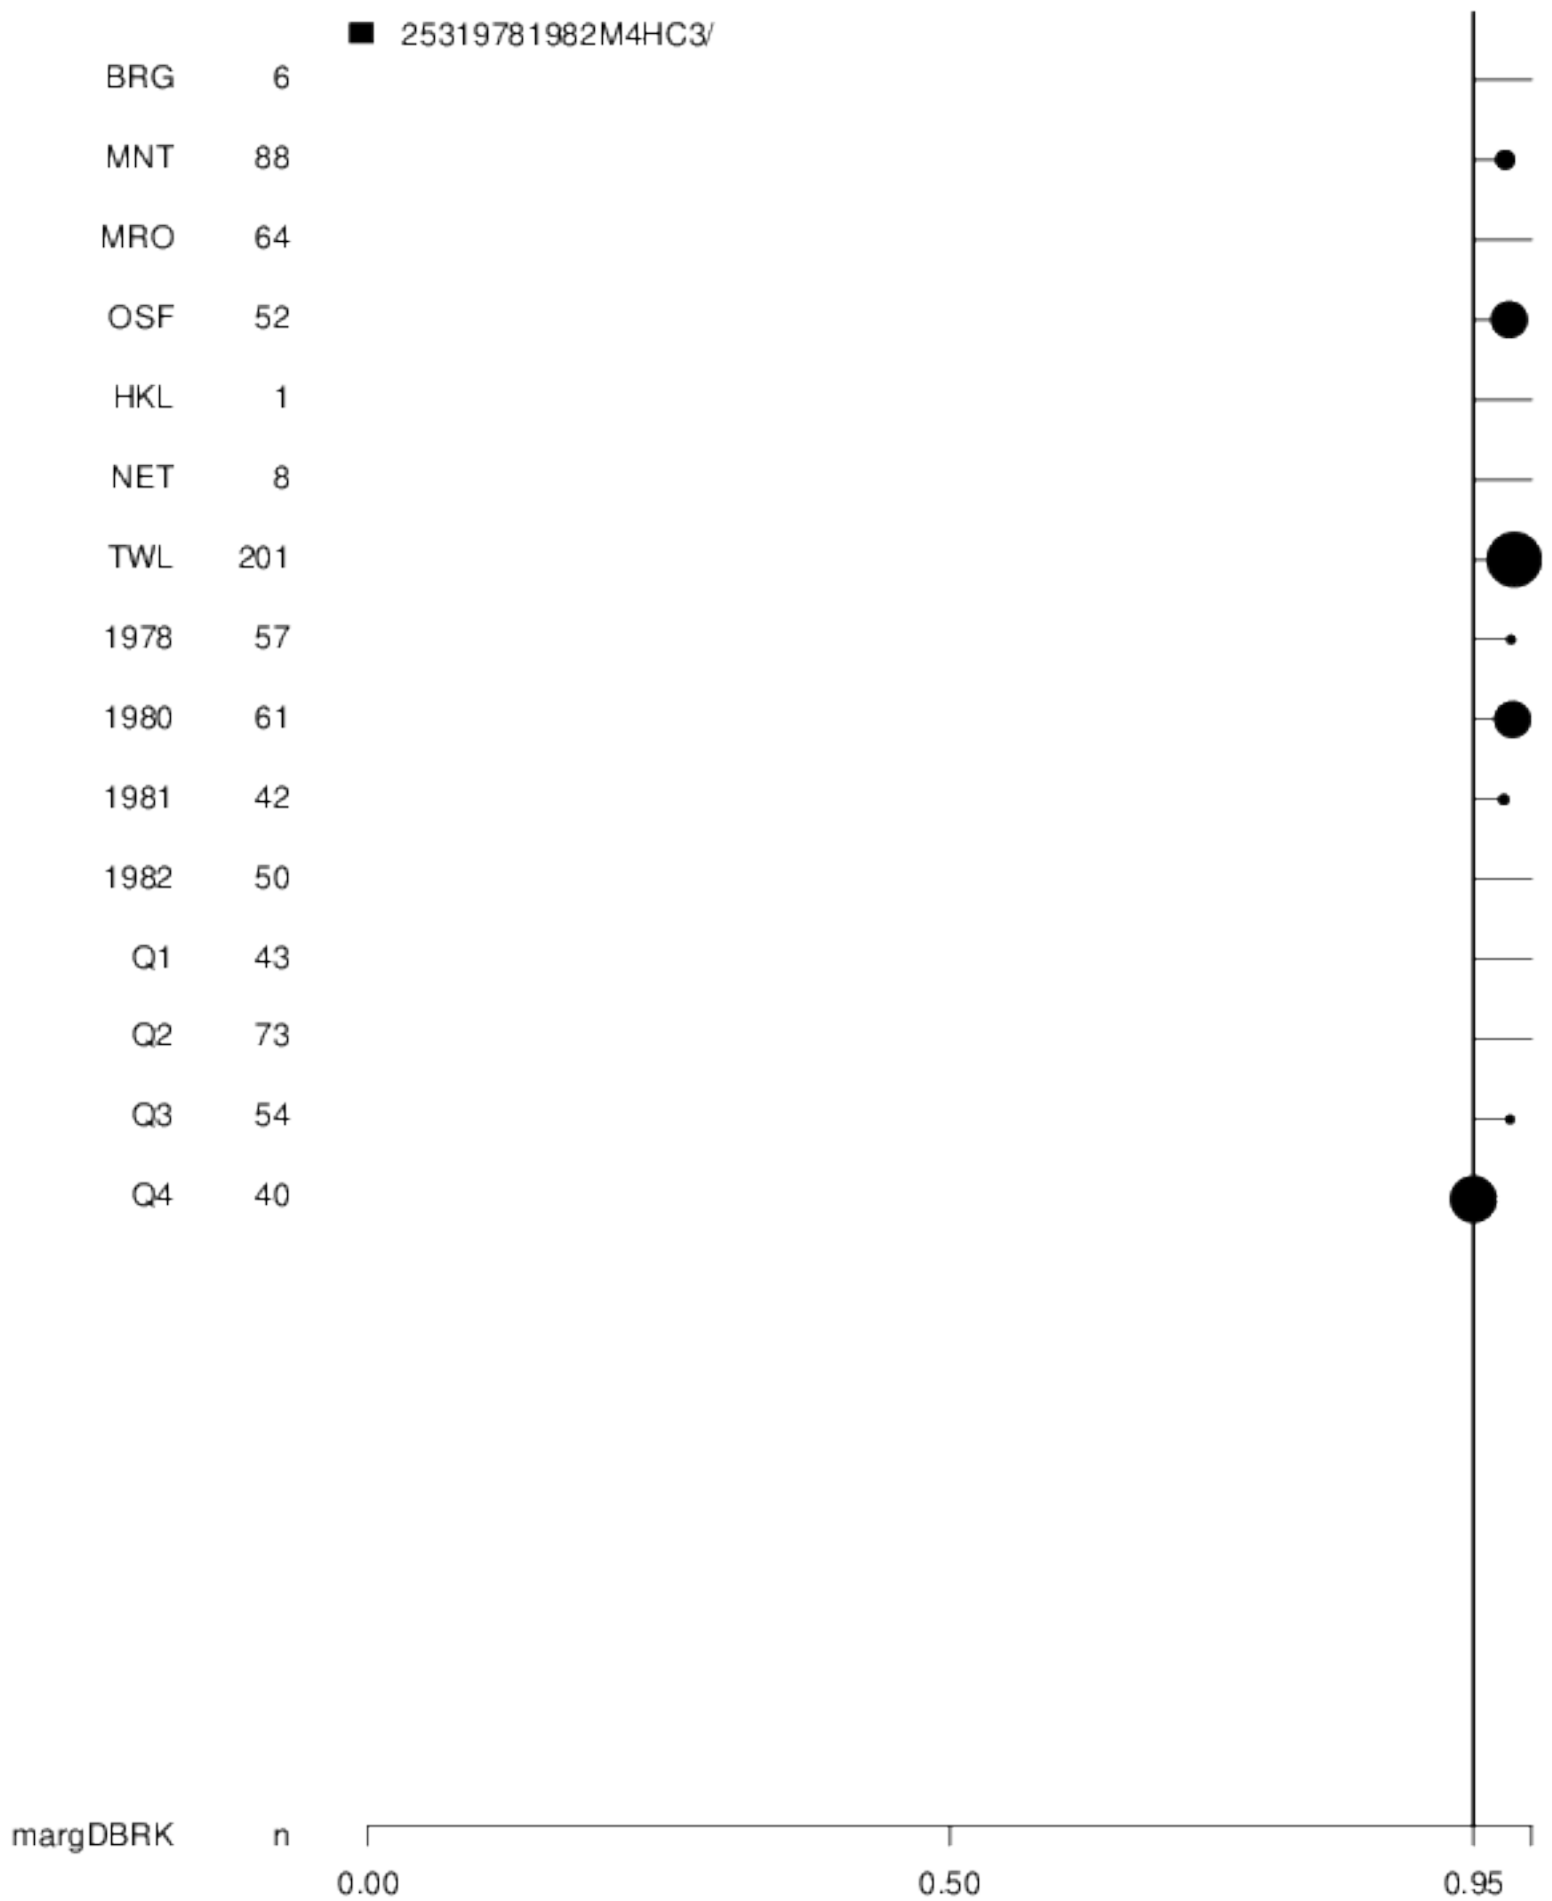 25319781982M4HC3/
BRG 6
MNT 88
MRO 64
OSF 52
HKL 1
NET 8
TWL 201
1978 57
1980 61
1981 42
1982 50
Q1 43
Q2 73
Q3 54
Q4 40
margDBRK n
0.00 0.50 0.95